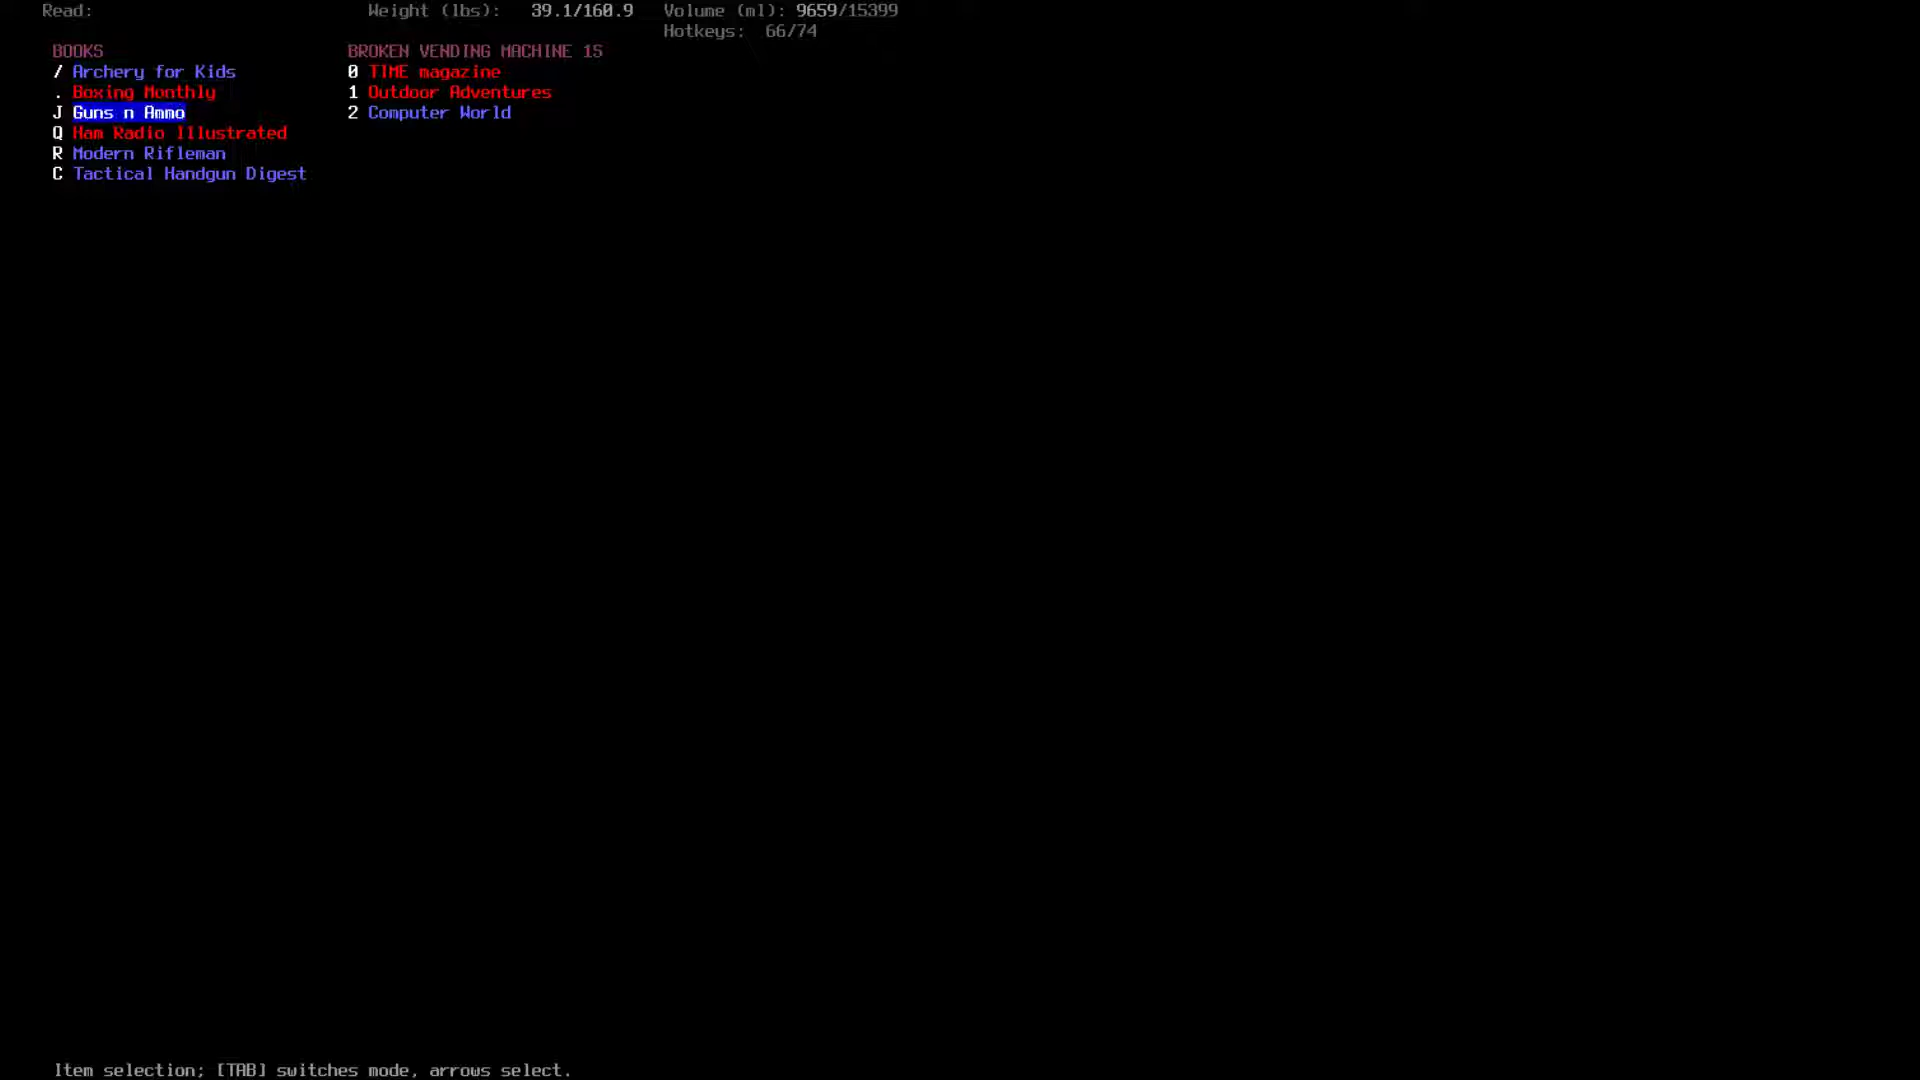 Read: Weight (lbs): 39.1/160.9 Volume (ml): 9659/15399
Hotkeys: 66/74
BOOKS BROKEN VENDING MACHINE 1S
/ Archery for Kids 0 TIME magazine
. Boxing Monthly 1 Outdoor Adventures
J Guns n Ammo 2 Computer World
Q Ham Radio Illustrated
R Modern Rifleman
C Tactical Handgun Digest
Item selection; [TAB] switches mode, arrows select.